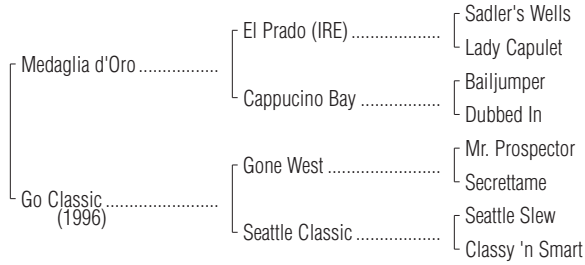 Sadler's Wells
El Prado (IRE) ...................
Lady Capulet
Medaglia d'Oro .................
Bailjumper
Cappucino Bay .................
Dubbed In
Mr. Prospector
Gone West ........................
Secrettame
Go Classic ........................
(1996)
Seattle Slew
Seattle Classic ..................
Classy 'n Smart